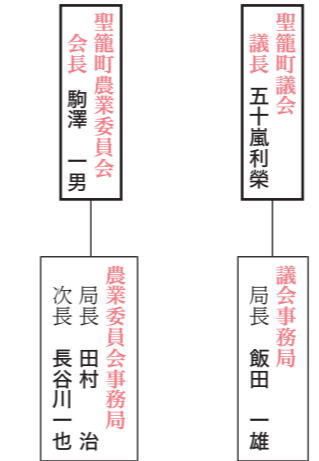 聖籠町議会
議長 五十嵐利榮
議会事務局
局長 飯田 一雄
聖籠町農業委員会
会長 駒澤 一男
農業委員会事務局
局長 田村 治
次長 長谷川一也